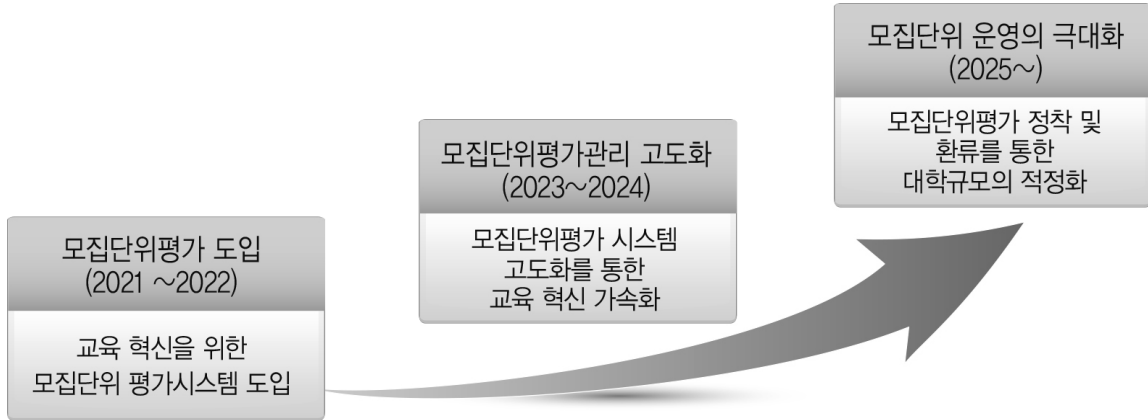 모집단위평가 도입
(2021 ~2022)
교육 혁신을 위한
모집단위 평가시스템 도입
모집단위평가관리 고도화
(2023~2024)
모집단위평가 시스템
고도화를 통한
교육 혁신 가속화
모집단위 운영의 극대화
(2025~)
모집단위평가 정착 및
환류를 통한
대학규모의 적정화